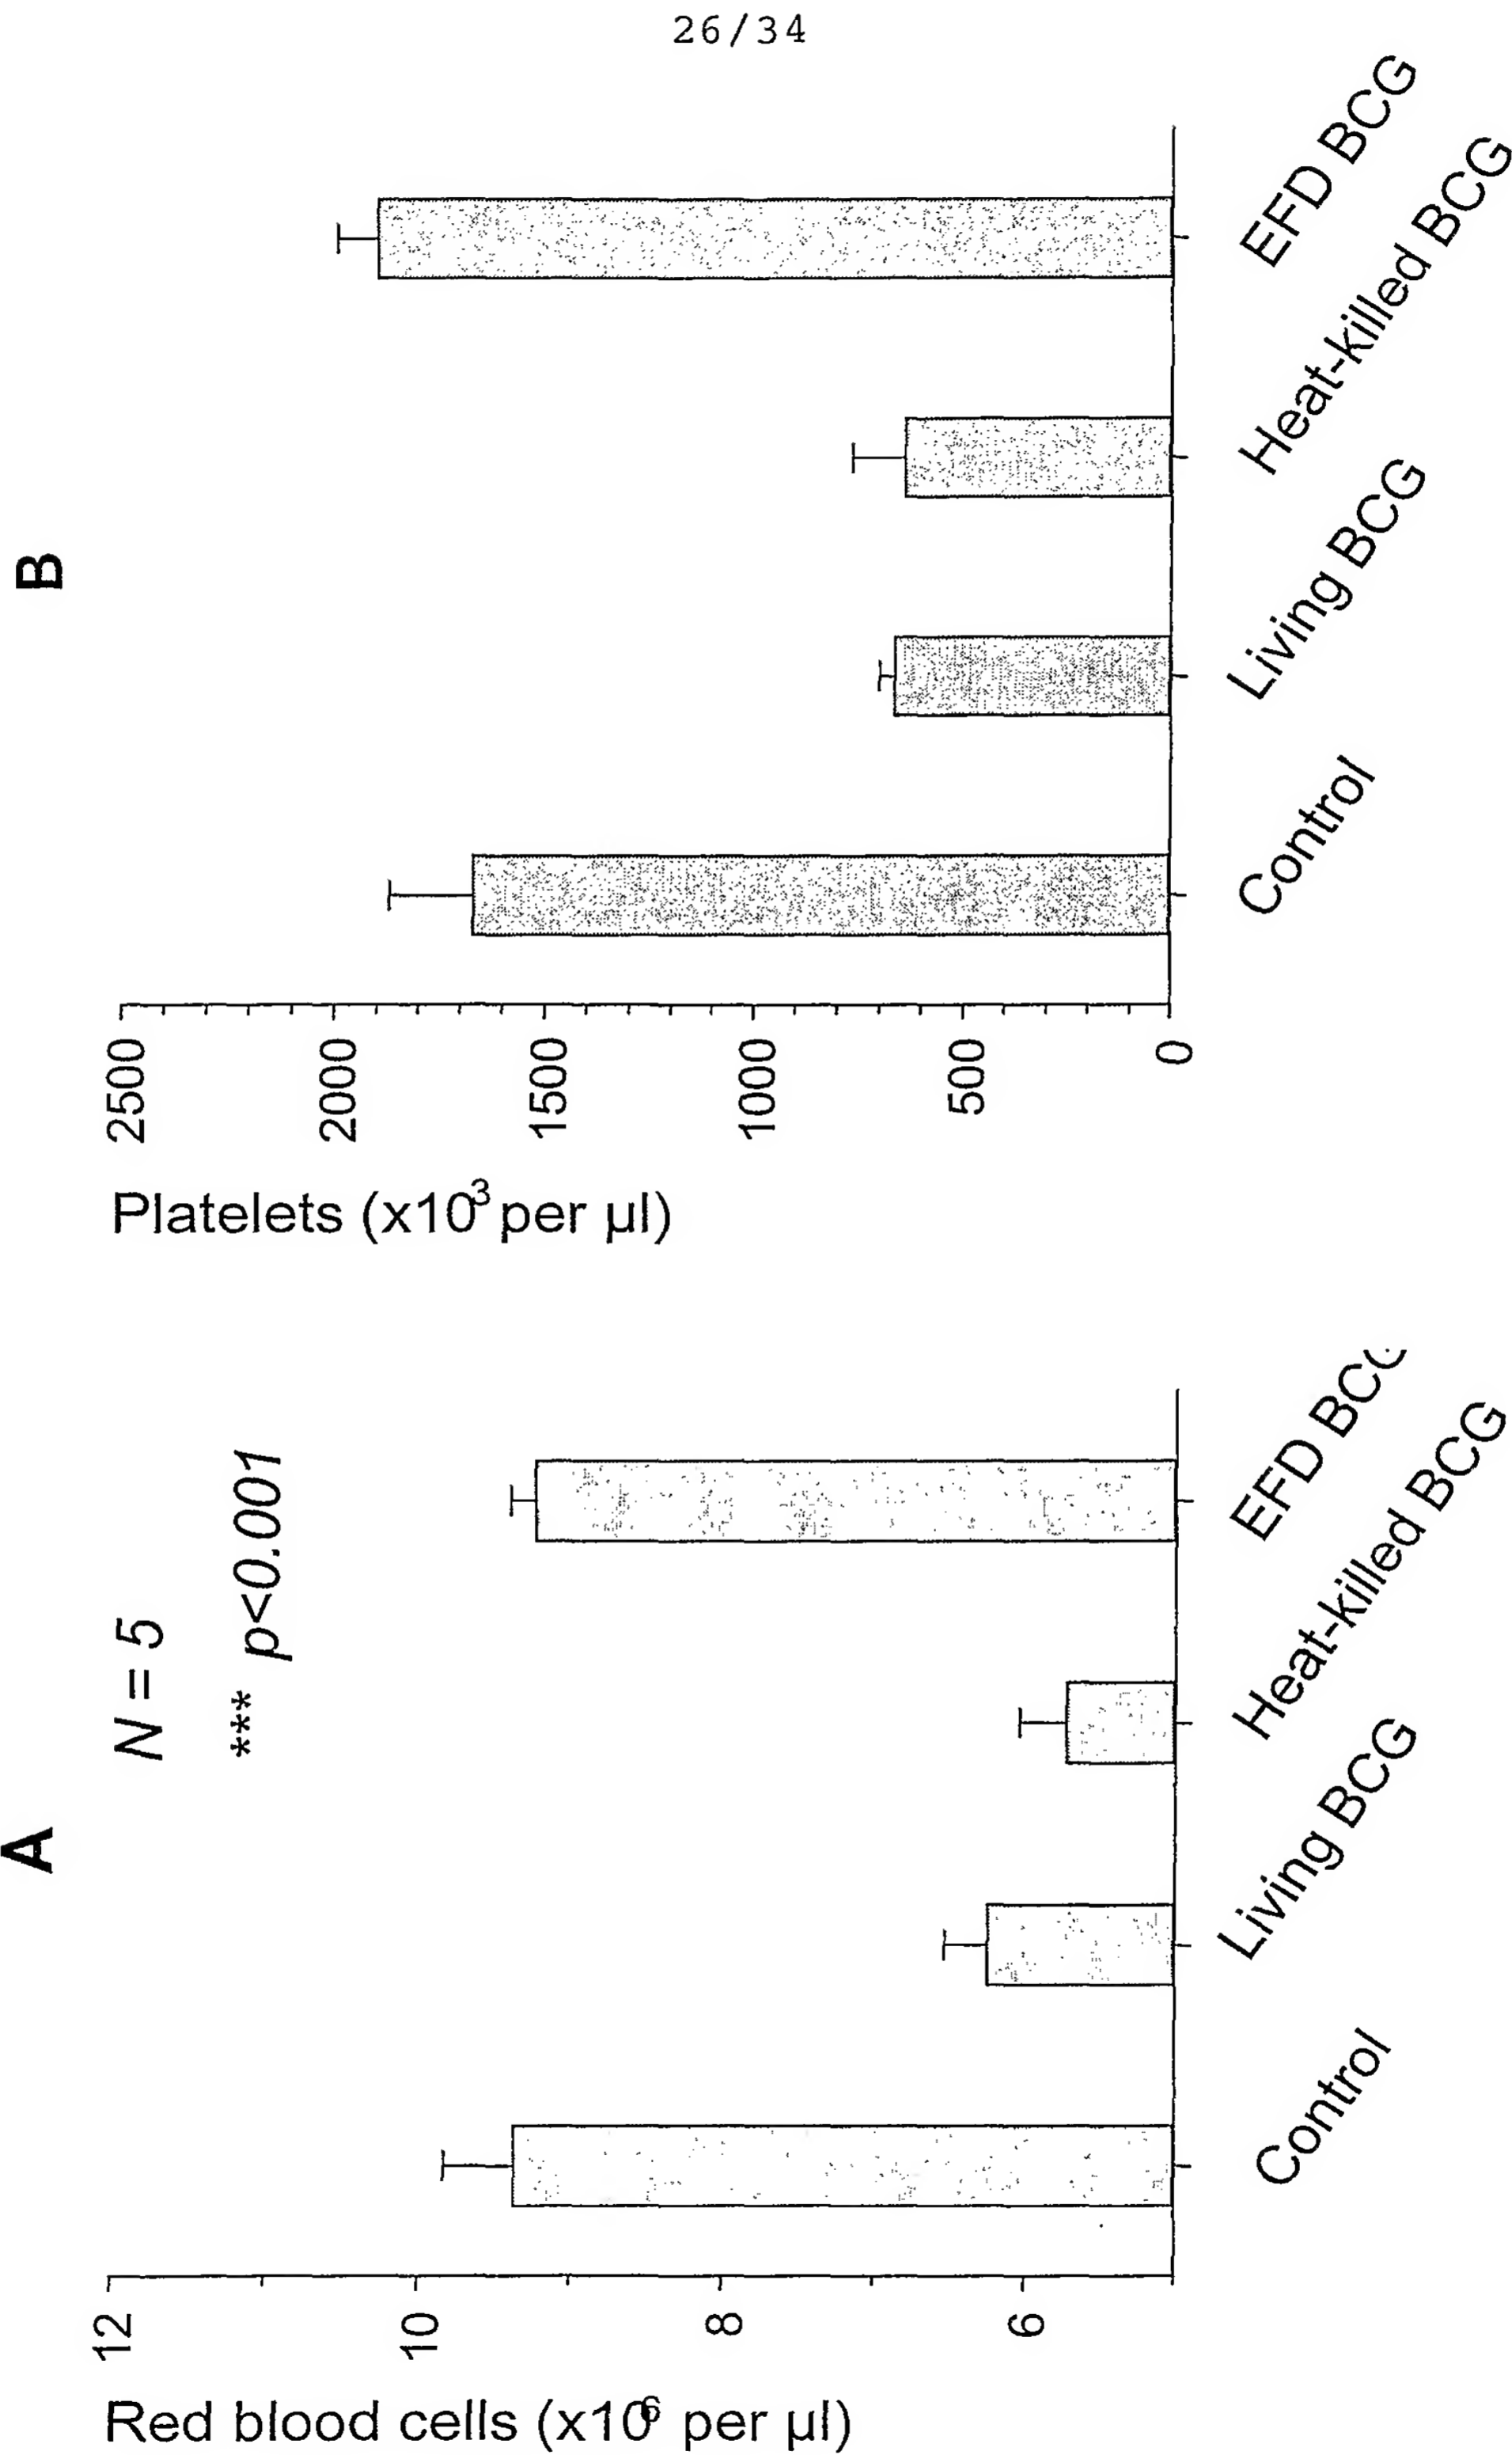 26/34
A
N = 5
*** p<0.001
Red blood cells (x10⁶ per µl)
12
10
8
6
Control
Living BCG
Heat-killed BCG
EFD BCG
B
Platelets (x10³ per µl)
2500
2000
1500
1000
500
0
Control
Living BCG
Heat-killed BCG
EFD BCG